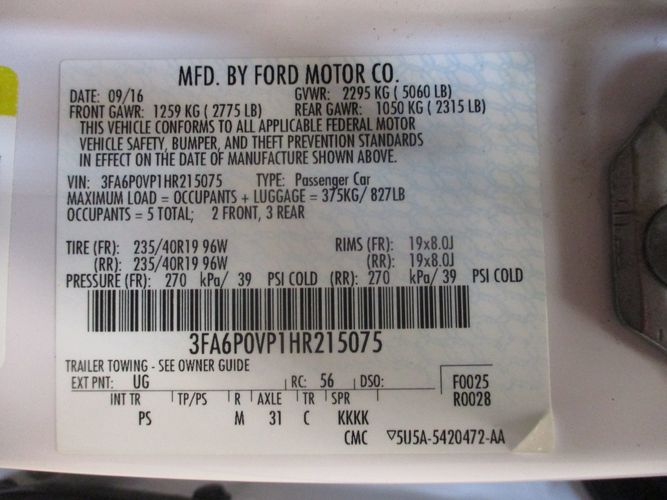 MFD. BY FORD MOTOR CO.
DATE: 09/16 GVWR: 2295 KG ( 5060 LB)
FRONT GAWR: 1259 KG ( 2775 LB) REAR GAWR: 1050 KG ( 2315 LB)
THIS VEHICLE CONFORMS TO ALL APPLICABLE FEDERAL MOTOR
VEHICLE SAFETY, BUMPER, AND THEFT PREVENTION STANDARDS
IN EFFECT ON THE DATE OF MANUFACTURE SHOWN ABOVE.
VIN: 3FA6P0VP1HR215075 TYPE: Passenger Car
MAXIMUM LOAD = OCCUPANTS + LUGGAGE = 375KG/ 827LB
OCCUPANTS = 5 TOTAL; 2 FRONT, 3 REAR
TIRE (FR): 235/40R19 96W RIMS (FR): 19x8.0J
(RR): 235/40R19 96W (RR): 19x8.0J
PRESSURE (FR): 270 kPa/ 39 PSI COLD (RR): 270 kPa/ 39 PSI COLD
3FA6P0VP1HR215075
TRAILER TOWING - SEE OWNER GUIDE
EXT PNT: UG RC: 56 DSO: F0025
INT TR TP/PS R AXLE TR SPR R0028
PS M 31 C KKKK
CMC ▽5U5A-5420472-AA